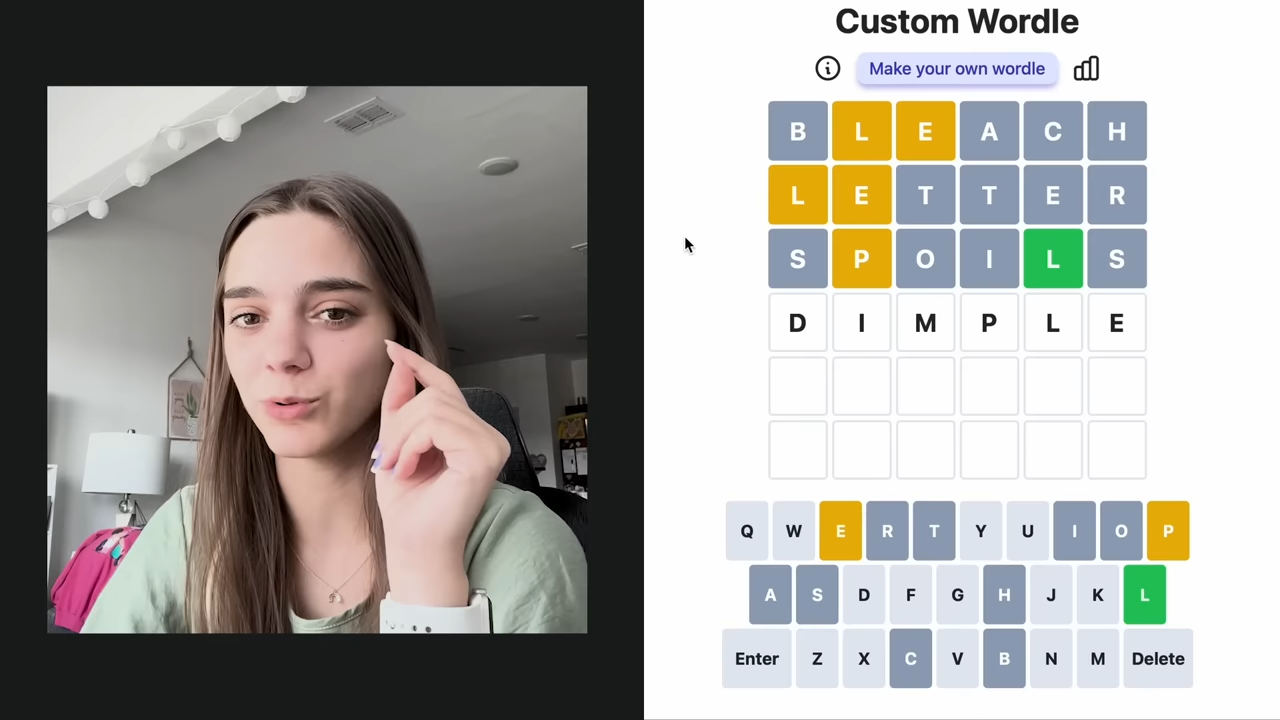 Custom Wordle
Make your own wordle
B L E A C H
L E T T E R
S P O I L S
D I M P L E
Q W E R T Y U I O P
A S D F G H J K L
Enter Z X C V B N M Delete